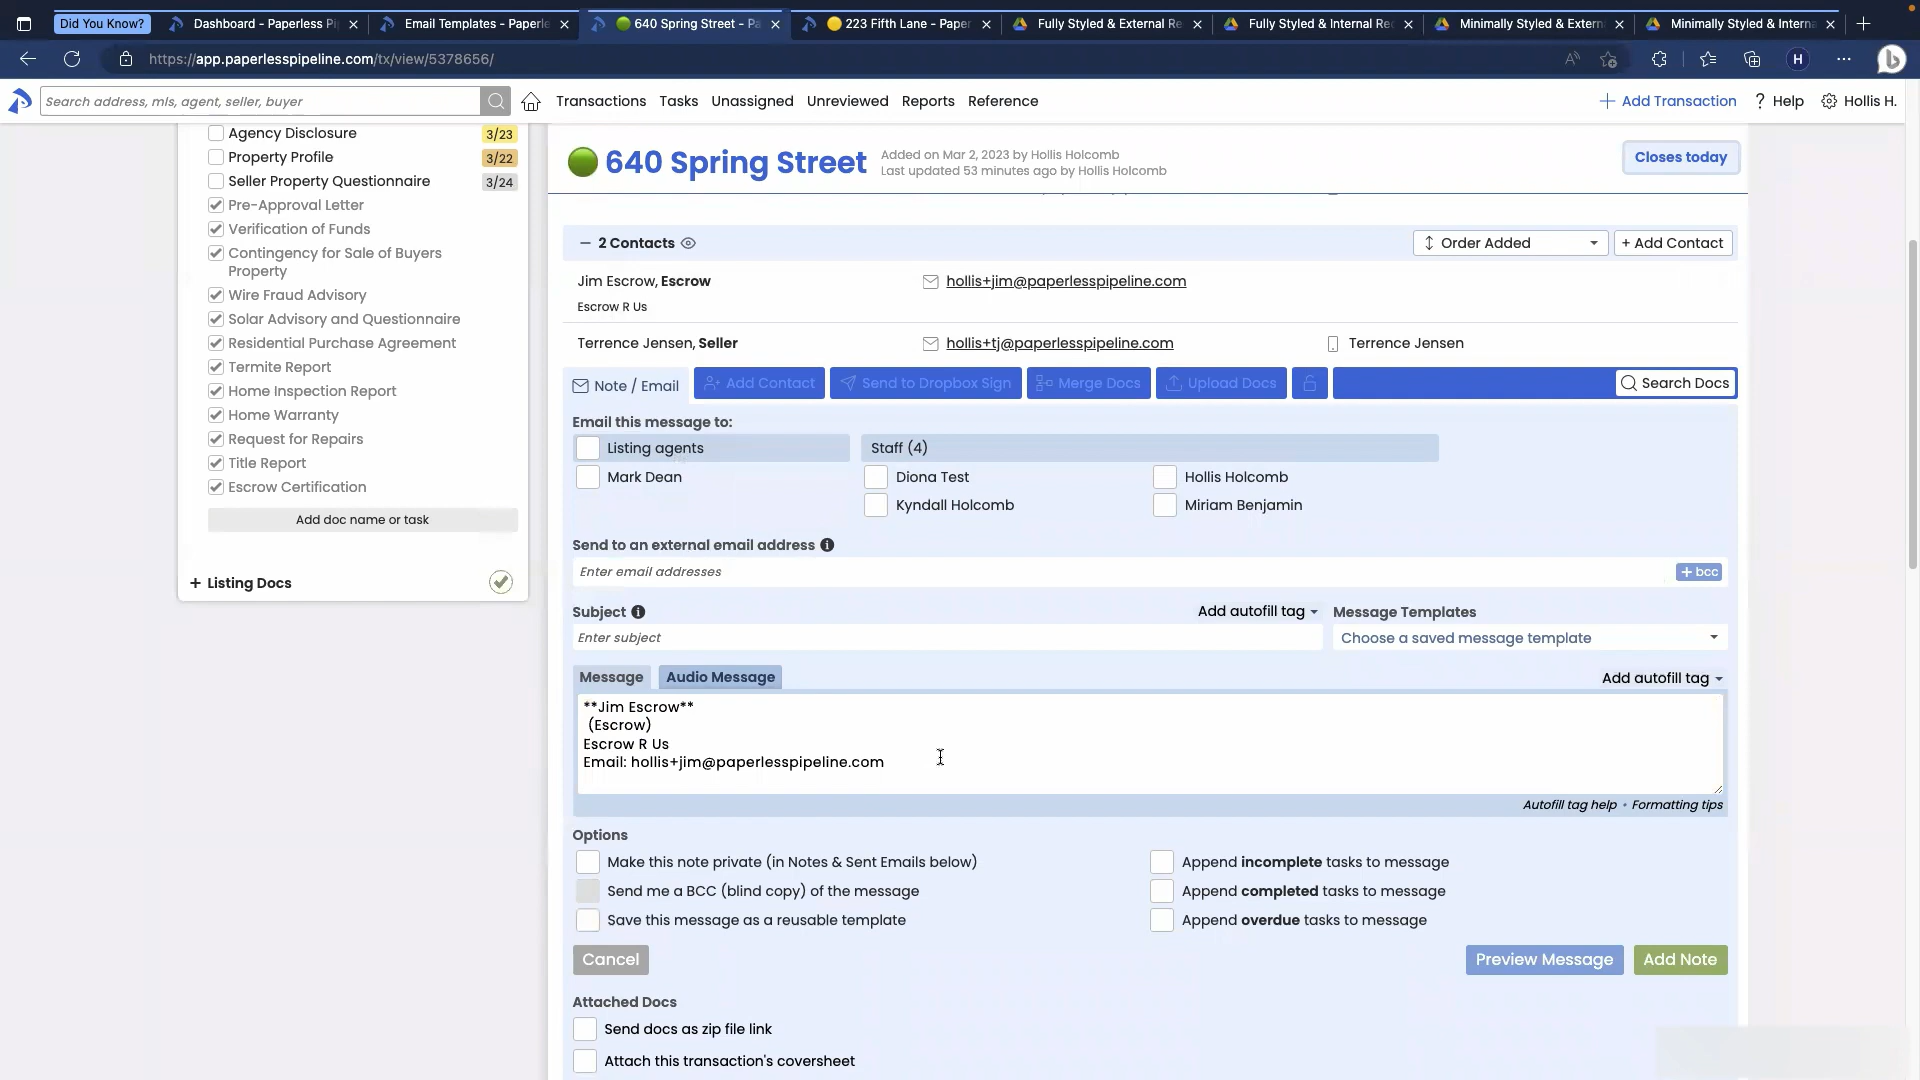 Did You Know?
Dashboard - Paperless Pi
Email Templates - Paperle
640 Spring Street - Pa
223 Fifth Lane - Paper
Fully Styled & External Re
Fully Styled & Internal Rec
Minimally Styled & Extern
Minimally Styled & Interna
https://app.paperlesspipeline.com/tx/view/5378656/
H
Search address, mls, agent, seller, buyer
Transactions
Tasks
Unassigned
Unreviewed
Reports
Reference
Add Transaction
? Help
Hollis H.
Agency Disclosure 3/23
Property Profile 3/22
Seller Property Questionnaire 3/24
Pre-Approval Letter
Verification of Funds
Contingency for Sale of Buyers
Property
Wire Fraud Advisory
Solar Advisory and Questionnaire
Residential Purchase Agreement
Termite Report
Home Inspection Report
Home Warranty
Request for Repairs
Title Report
Escrow Certification
Add doc name or task
+ Listing Docs
640 Spring Street
Added on Mar 2, 2023 by Hollis Holcomb
Last updated 53 minutes ago by Hollis Holcomb
Closes today
2 Contacts
Order Added
+ Add Contact
Jim Escrow, Escrow
hollis+jim@paperlesspipeline.com
Escrow R Us
Terrence Jensen, Seller
hollis+tj@paperlesspipeline.com
Terrence Jensen
Note / Email
Add Contact
Send to Dropbox Sign
Merge Docs
Upload Docs
Search Docs
Email this message to:
Listing agents
Staff (4)
Mark Dean
Diona Test
Hollis Holcomb
Kyndall Holcomb
Miriam Benjamin
Send to an external email address
Enter email addresses
+ bcc
Subject
Add autofill tag
Message Templates
Enter subject
Choose a saved message template
Message
Audio Message
Add autofill tag
**Jim Escrow**
(Escrow)
Escrow R Us
Email: hollis+jim@paperlesspipeline.com
Autofill tag help • Formatting tips
Options
Make this note private (in Notes & Sent Emails below)
Append incomplete tasks to message
Send me a BCC (blind copy) of the message
Append completed tasks to message
Save this message as a reusable template
Append overdue tasks to message
Cancel
Preview Message
Add Note
Attached Docs
Send docs as zip file link
Attach this transaction's coversheet